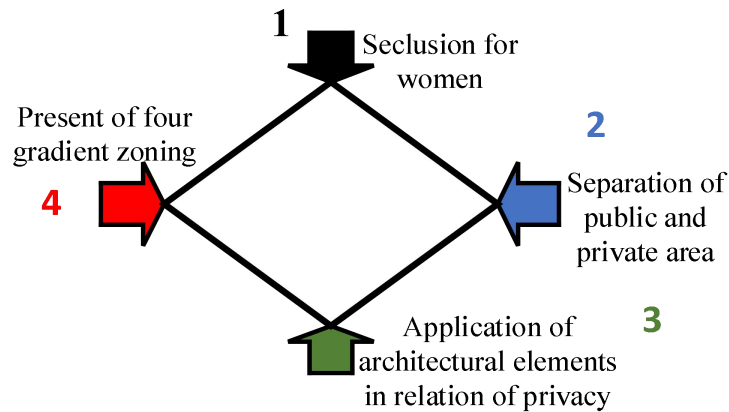 1
Seclusion for
women
2
Separation of
public and
private area
3
Application of
architectural elements
in relation of privacy
4
Present of four
gradient zoning